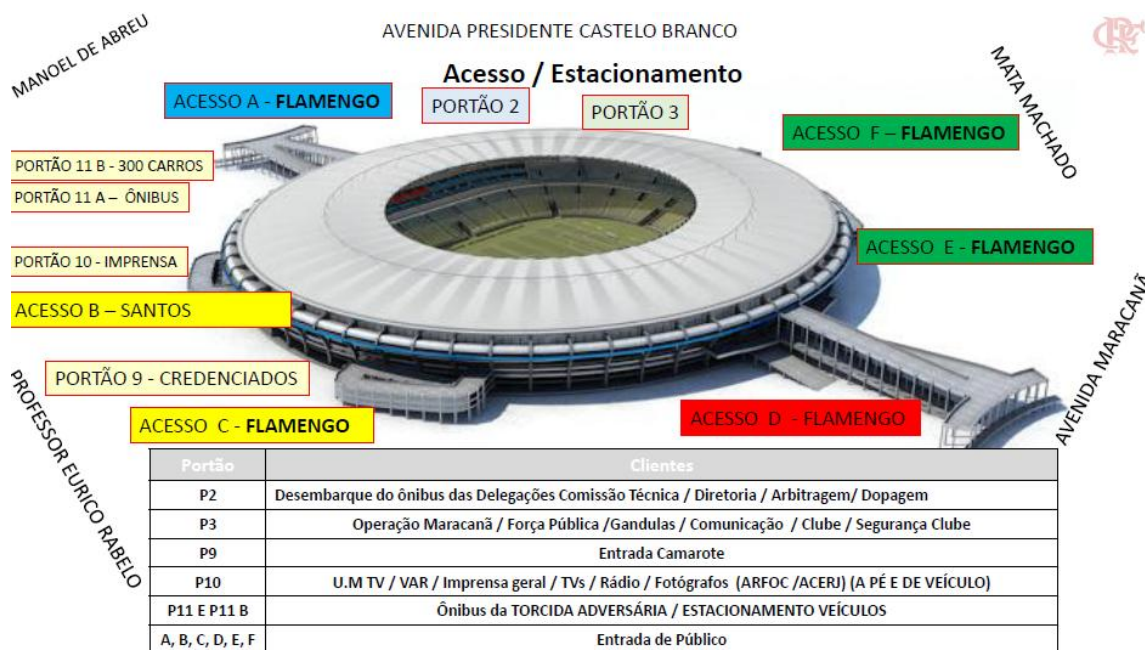 MANOEL DE ABREU
AVENIDA PRESIDENTE CASTELO BRANCO
MATA MACHADO
Acesso / Estacionamento
ACESSO A - FLAMENGO
PORTÃO 2
PORTÃO 3
ACESSO F – FLAMENGO
PORTÃO 11 B - 300 CARROS
PORTÃO 11 A – ÔNIBUS
PORTÃO 10 - IMPRENSA
ACESSO E - FLAMENGO
ACESSO B – SANTOS
PORTÃO 9 - CREDENCIADOS
ACESSO C - FLAMENGO
ACESSO D - FLAMENGO
AVENIDA MARACANÃ
PROFESSOR EURICO RABELO
Portão Clientes
P2 Desembarque do ônibus das Delegações Comissão Técnica / Diretoria / Arbitragem/ Dopagem
P3 Operação Maracanã / Força Pública /Gandulas / Comunicação / Clube / Segurança Clube
P9 Entrada Camarote
P10 U.M TV / VAR / Imprensa geral / TVs / Rádio / Fotógrafos (ARFOC /ACERJ) (A PÉ E DE VEÍCULO)
P11 E P11 B Ônibus da TORCIDA ADVERSÁRIA / ESTACIONAMENTO VEÍCULOS
A, B, C, D, E, F Entrada de Público